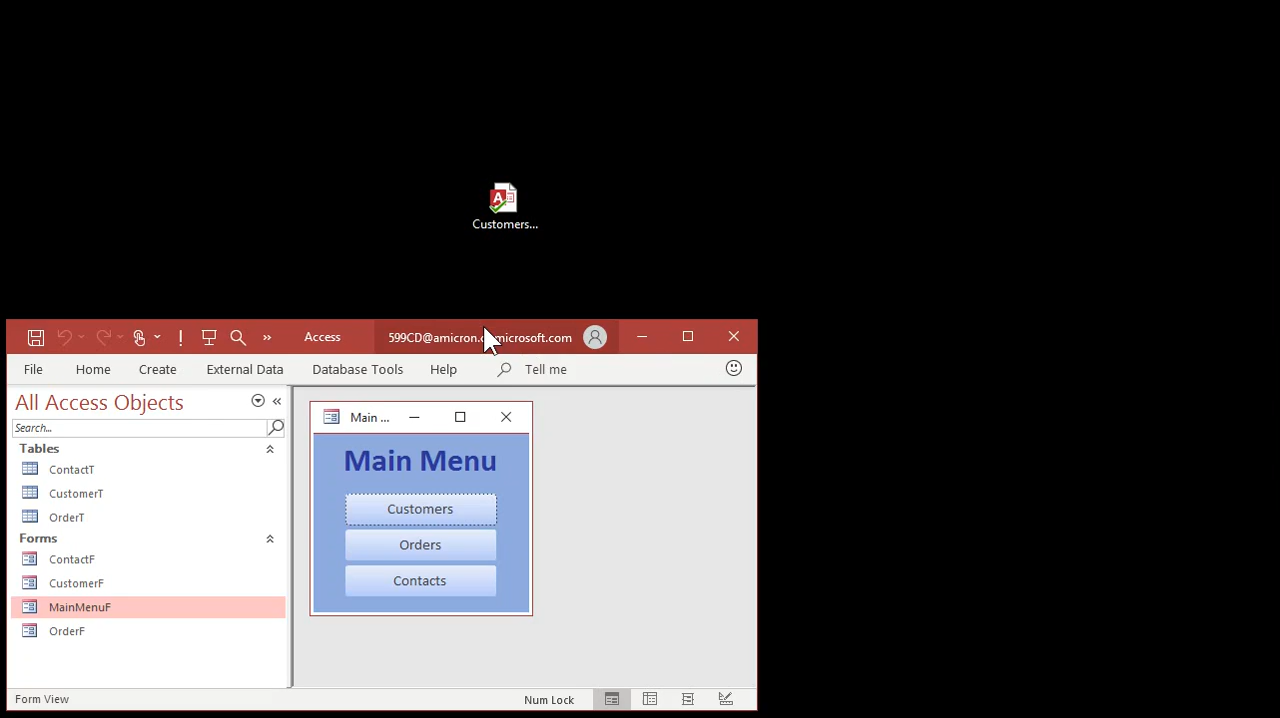 Customers...
Access
599CD@amicron.o
microsoft.com
File
Home
Create
External Data
Database Tools
Help
Tell me
All Access Objects
Search...
Tables
ContactT
CustomerT
OrderT
Forms
ContactF
CustomerF
MainMenuF
OrderF
Main ...
Main Menu
Customers
Orders
Contacts
Form View
Num Lock